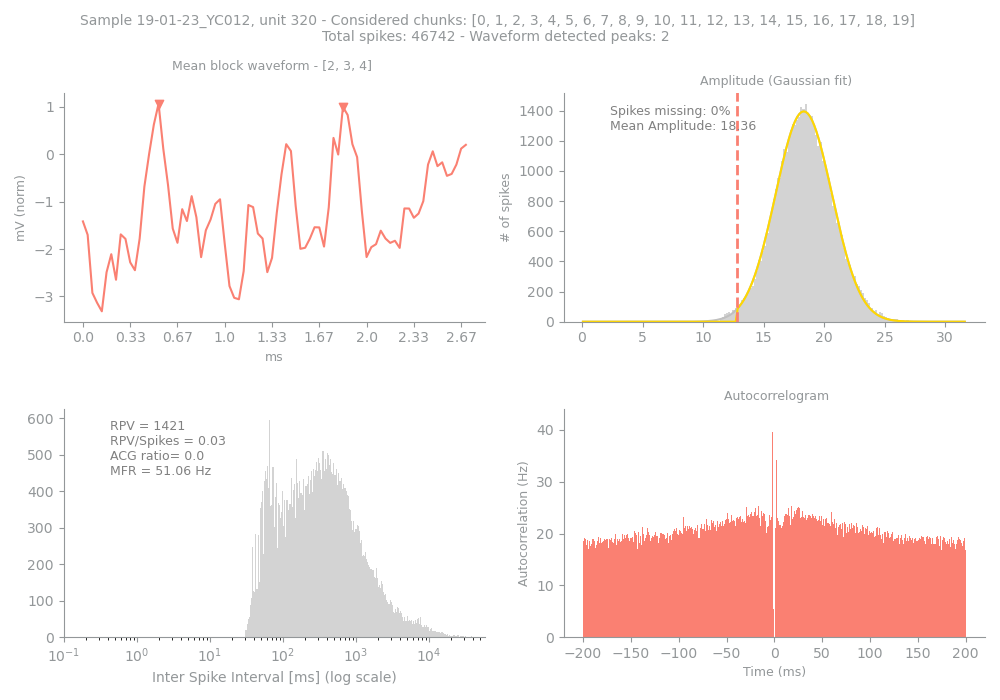 Sample 19-01-23_YC012, unit 320 - Considered chunks: [0, 1, 2, 3, 4, 5, 6, 7, 8, 9, 10, 11, 12, 13, 14, 15, 16, 17, 18, 19]
Total spikes: 46742 - Waveform detected peaks: 2
Mean block waveform - [2, 3, 4]
1
0
−1
−2
−3
mV (norm)
0.0 0.33 0.67 1.0 1.33 1.67 2.0 2.33 2.67
ms
Amplitude (Gaussian fit)
Spikes missing: 0%
Mean Amplitude: 18.36
1400
1200
1000
800
600
400
200
0
# of spikes
0 5 10 15 20 25 30
RPV = 1421
RPV/Spikes = 0.03
ACG ratio= 0.0
MFR = 51.06 Hz
600
500
400
300
200
100
0
10⁻¹ 10⁰ 10¹ 10² 10³ 10⁴
Inter Spike Interval [ms] (log scale)
Autocorrelogram
40
30
20
10
0
Autocorrelation (Hz)
−200 −150 −100 −50 0 50 100 150 200
Time (ms)